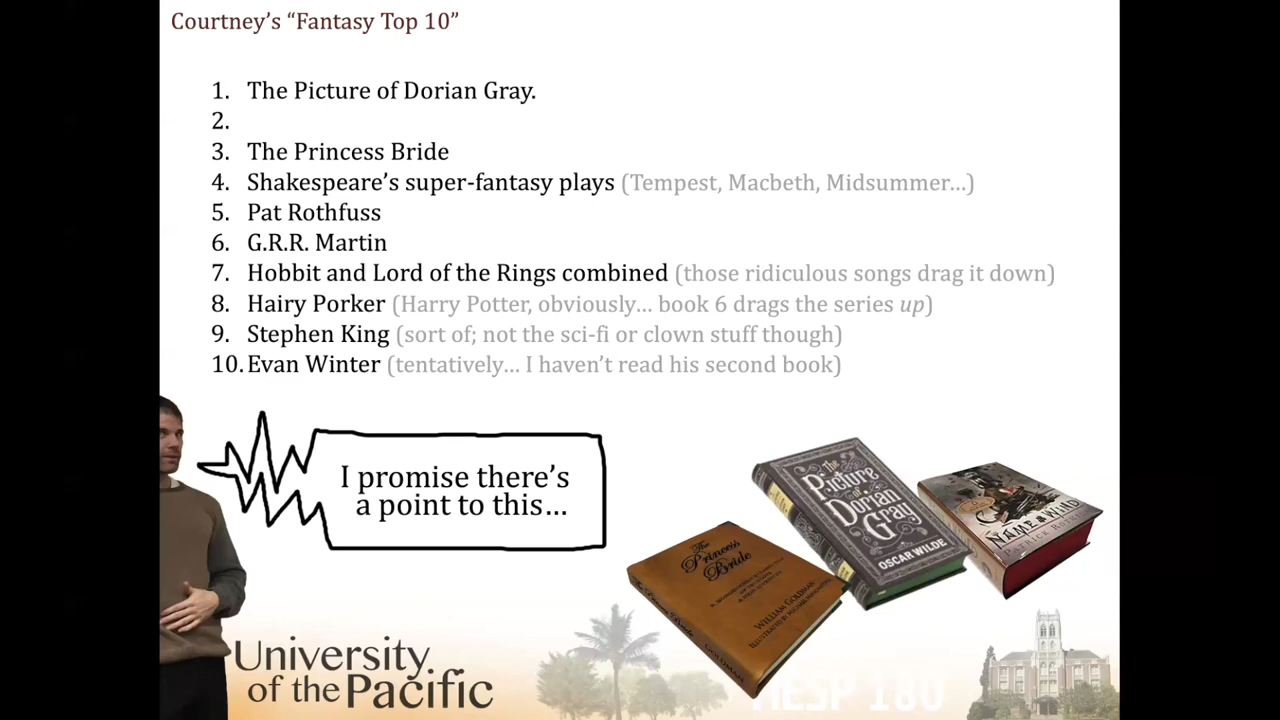 Courtney’s “Fantasy Top 10”
1. The Picture of Dorian Gray.
2.
3. The Princess Bride
4. Shakespeare’s super-fantasy plays (Tempest, Macbeth, Midsummer…)
5. Pat Rothfuss
6. G.R.R. Martin
7. Hobbit and Lord of the Rings combined (those ridiculous songs drag it down)
8. Hairy Porker (Harry Potter, obviously… book 6 drags the series up)
9. Stephen King (sort of; not the sci-fi or clown stuff though)
10. Evan Winter (tentatively… I haven’t read his second book)
I promise there’s
a point to this…
The
Princess
Bride
WILLIAM GOLDMAN
GOLDMAN
The
Picture
of
Dorian
Gray
OSCAR WILDE
NAME WIND
PATRICK
University
of the Pacific
HESP 180